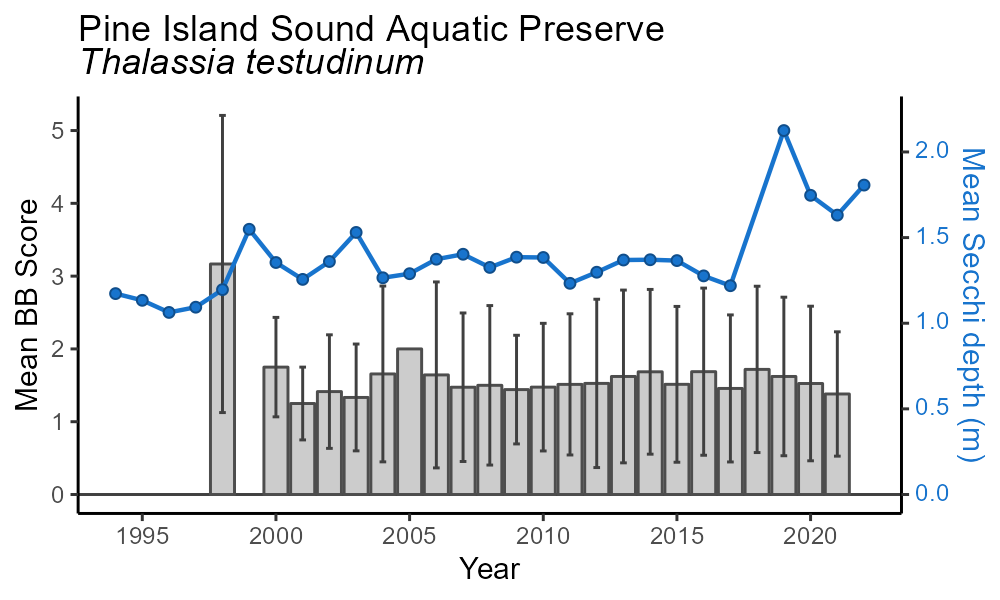 Pine Island Sound Aquatic Preserve
Thalassia testudinum
Mean BB Score
5
4
3
2
1
0
2.0
1.5
1.0
0.5
0.0
Mean Secchi depth (m)
1995 2000 2005 2010 2015 2020
Year